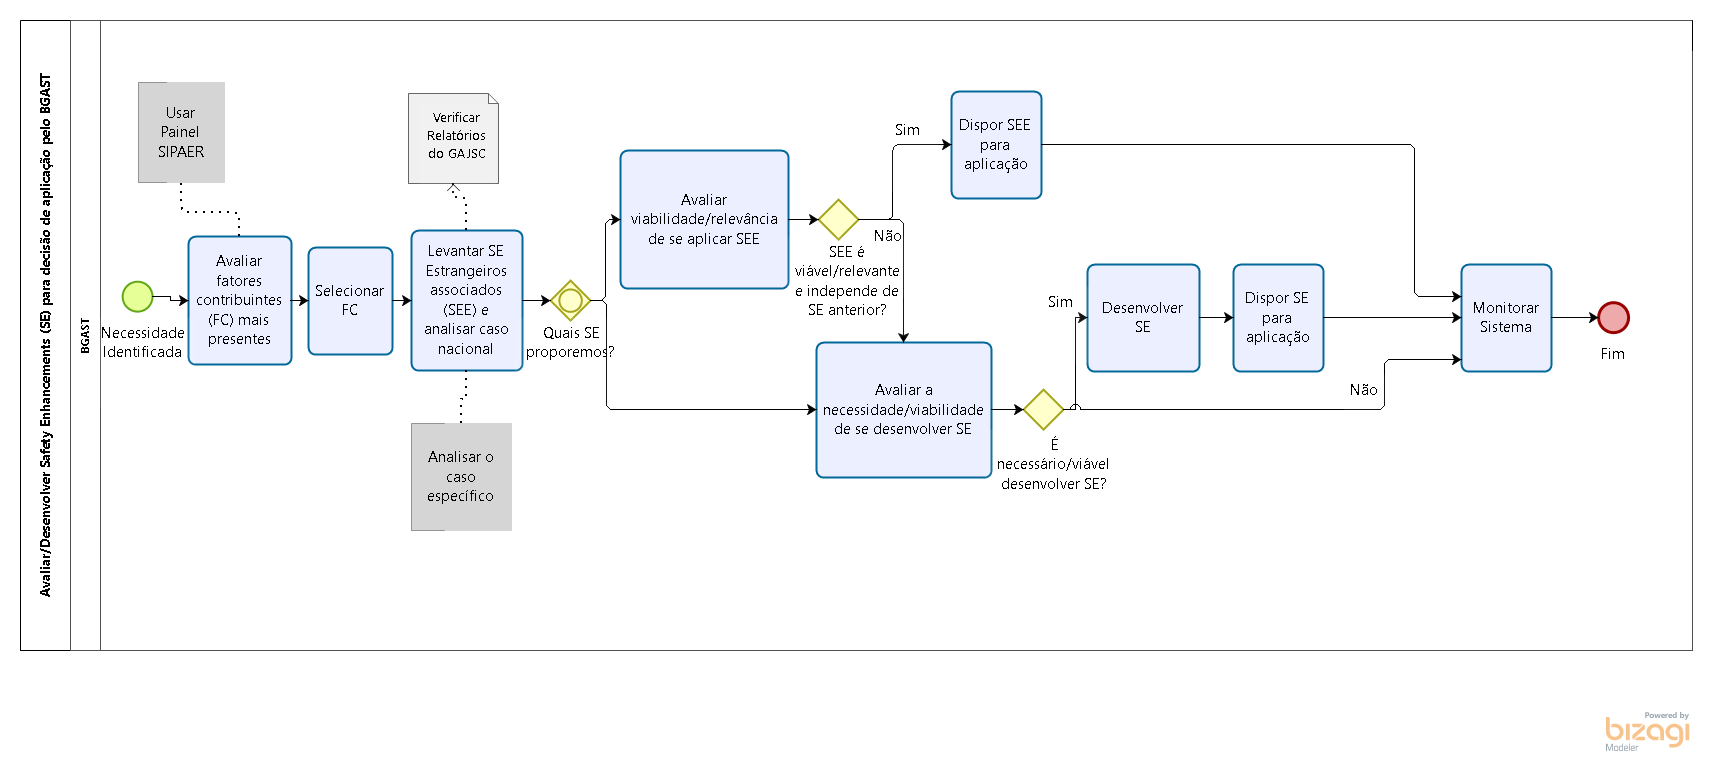 Avaliar/Desenvolver Safety Enhancements (SE) para decisão de aplicação pelo BGAST
BGAST
Usar
Painel
SIPAER
Necessidade
Identificada
Avaliar
fatores
contribuintes
(FC) mais
presentes
Selecionar
FC
Verificar
Relatórios
do GAJSC
Levantar SE
Estrangeiros
associados
(SEE) e
analisar caso
nacional
Analisar o
caso
específico
Quais SE
proporemos?
Avaliar
viabilidade/relevância
de se aplicar SEE
SEE é
viável/relevante
e independe de
SE anterior?
Sim
Não
Dispor SEE
para
aplicação
Avaliar a
necessidade/viabilidade
de se desenvolver SE
É
necessário/viável
desenvolver SE?
Sim
Não
Desenvolver
SE
Dispor SE
para
aplicação
Monitorar
Sistema
Fim
Powered by
bizagi
Modeler